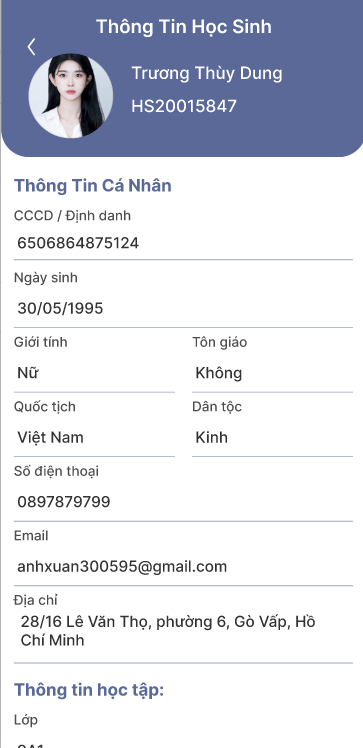 Thông Tin Học Sinh
Trương Thùy Dung
HS20015847
Thông Tin Cá Nhân
CCCD / Định danh
6506864875124
Ngày sinh
30/05/1995
Giới tính
Tôn giáo
Nữ
Không
Quốc tịch
Dân tộc
Việt Nam
Kinh
Số điện thoại
0897879799
Email
anhxuan300595@gmail.com
Địa chỉ
28/16 Lê Văn Thọ, phường 6, Gò Vấp, Hồ
Chí Minh
Thông tin học tập:
Lớp